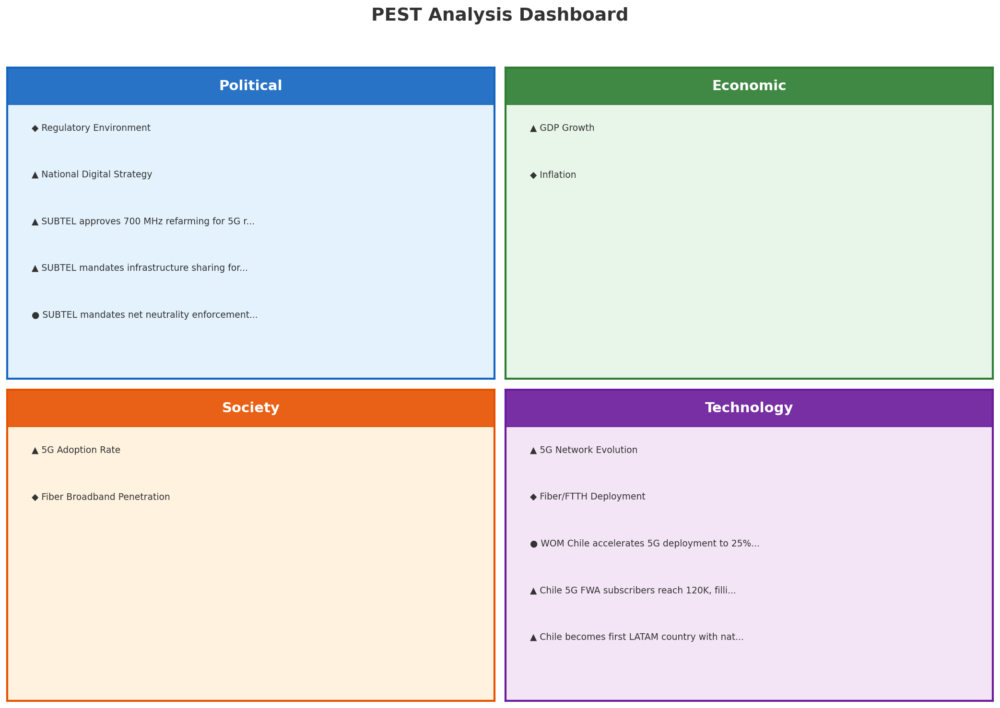 PEST Analysis Dashboard
Political
◆ Regulatory Environment
▲ National Digital Strategy
▲ SUBTEL approves 700 MHz refarming for 5G r...
▲ SUBTEL mandates infrastructure sharing for...
● SUBTEL mandates net neutrality enforcement...
Economic
▲ GDP Growth
◆ Inflation
Society
▲ 5G Adoption Rate
◆ Fiber Broadband Penetration
Technology
▲ 5G Network Evolution
◆ Fiber/FTTH Deployment
● WOM Chile accelerates 5G deployment to 25%...
▲ Chile 5G FWA subscribers reach 120K, filli...
▲ Chile becomes first LATAM country with nat...